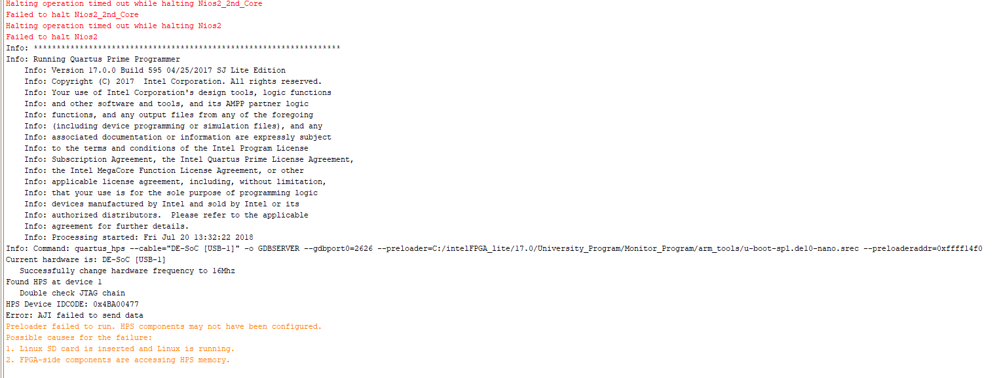 Halting operation timed out while halting Nios2_2nd_Core
Failed to halt Nios2_2nd_Core
Halting operation timed out while halting Nios2
Failed to halt Nios2
Info: *******************************************************************
Info: Running Quartus Prime Programmer
Info: Version 17.0.0 Build 595 04/25/2017 SJ Lite Edition
Info: Copyright (C) 2017  Intel Corporation. All rights reserved.
Info: Your use of Intel Corporation's design tools, logic functions
Info: and other software and tools, and its AMPP partner logic
Info: functions, and any output files from any of the foregoing
Info: (including device programming or simulation files), and any
Info: associated documentation or information are expressly subject
Info: to the terms and conditions of the Intel Program License
Info: Subscription Agreement, the Intel Quartus Prime License Agreement,
Info: the Intel MegaCore Function License Agreement, or other
Info: applicable license agreement, including, without limitation,
Info: that your use is for the sole purpose of programming logic
Info: devices manufactured by Intel and sold by Intel or its
Info: authorized distributors.  Please refer to the applicable
Info: agreement for further details.
Info: Processing started: Fri Jul 20 13:32:22 2018
Info: Command: quartus_hps --cable="DE-SoC [USB-1]" -o GDBSERVER --gdbport0=2626 --preloader=C:/intelFPGA_lite/17.0/University_Program/Monitor_Program/arm_tools/u-boot-spl.de10-nano.srec --preloaderaddr=0xffff14f0
Current hardware is: DE-SoC [USB-1]
Successfully change hardware frequency to 16Mhz
Found HPS at device 1
Double check JTAG chain
HPS Device IDCODE: 0x4BA00477
Error: AJI failed to send data
Preloader failed to run. HPS components may not have been configured.
Possible causes for the failure:
1. Linux SD card is inserted and Linux is running.
2. FPGA-side components are accessing HPS memory.